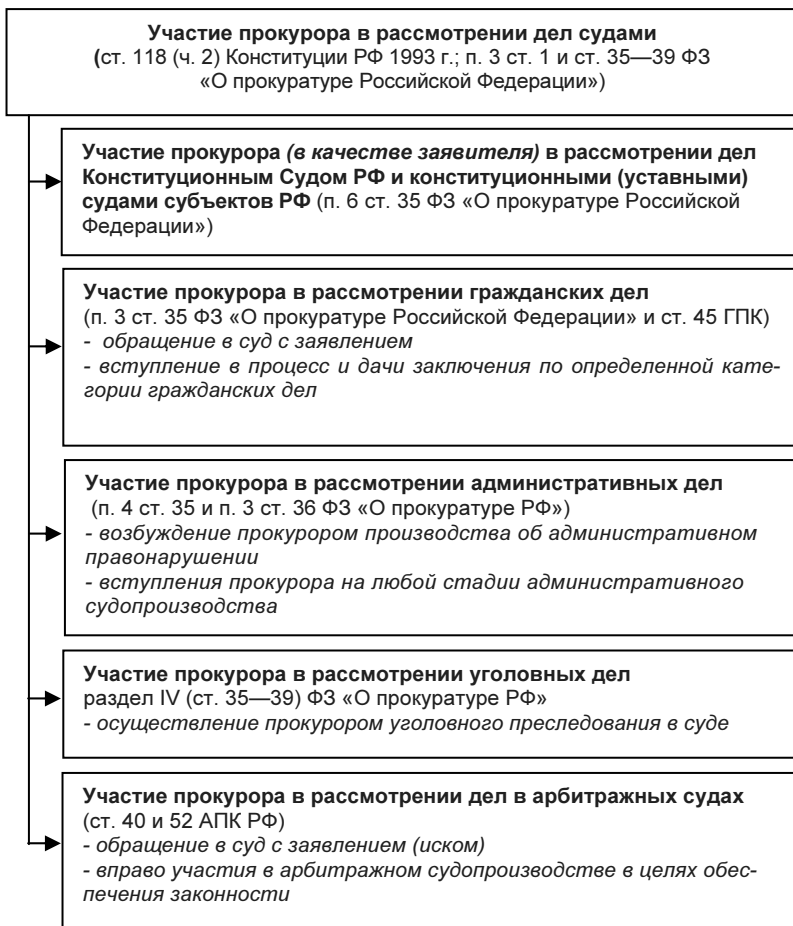 Участие прокурора в рассмотрении дел судами
(ст. 118 (ч. 2) Конституции РФ 1993 г.; п. 3 ст. 1 и ст. 35—39 ФЗ
«О прокуратуре Российской Федерации»)
Участие прокурора (в качестве заявителя) в рассмотрении дел
Конституционным Судом РФ и конституционными (уставными)
судами субъектов РФ (п. 6 ст. 35 ФЗ «О прокуратуре Российской
Федерации»)
Участие прокурора в рассмотрении гражданских дел
(п. 3 ст. 35 ФЗ «О прокуратуре Российской Федерации» и ст. 45 ГПК)
- обращение в суд с заявлением
- вступление в процесс и дачи заключения по определенной кате-
гории гражданских дел
Участие прокурора в рассмотрении административных дел
(п. 4 ст. 35 и п. 3 ст. 36 ФЗ «О прокуратуре РФ»)
- возбуждение прокурором производства об административном
правонарушении
- вступления прокурора на любой стадии административного
судопроизводства
Участие прокурора в рассмотрении уголовных дел
раздел IV (ст. 35—39) ФЗ «О прокуратуре РФ»
- осуществление прокурором уголовного преследования в суде
Участие прокурора в рассмотрении дел в арбитражных судах
(ст. 40 и 52 АПК РФ)
- обращение в суд с заявлением (иском)
- вправо участия в арбитражном судопроизводстве в целях обес-
печения законности